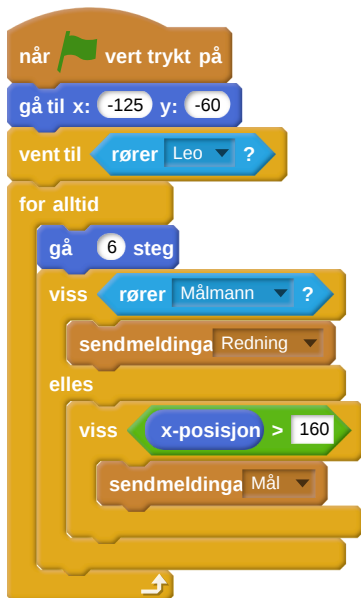 når vert trykt på
gå til x: -125 y: -60
vent til rører Leo ?
for alltid
gå 6 steg
viss rører Målmann ?
sendmeldinga Redning
elles
viss x-posisjon > 160
sendmeldinga Mål